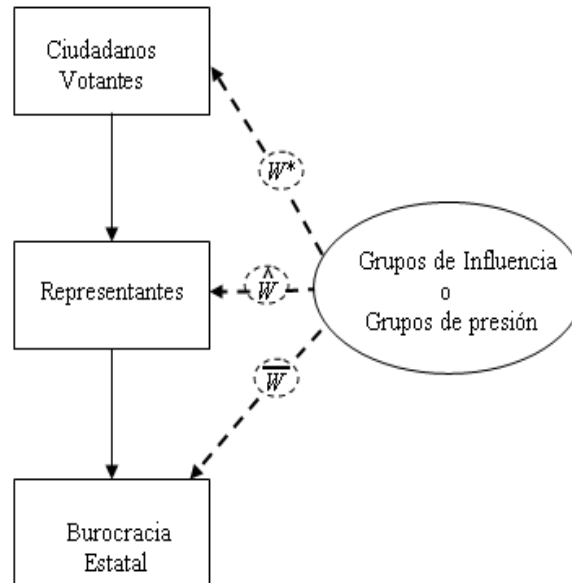 Ciudadanos
Votantes
W*
Representantes
Ŵ
Grupos de Influencia
o
Grupos de presión
W̅
Burocracia
Estatal